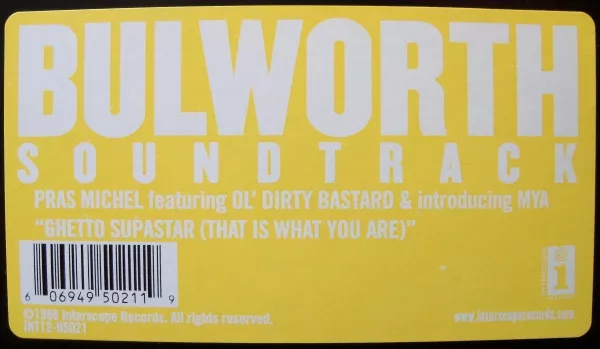 BULWORTH
SOUNDTRACK
PRAS MICHEL featuring OL' DIRTY BASTARD & introducing MYA
"GHETTO SUPASTAR (THAT IS WHAT YOU ARE)"
6 06949 50211 9
©1998 Interscope Records. All rights reserved.
INT12-95021
www.interscoperecords.com